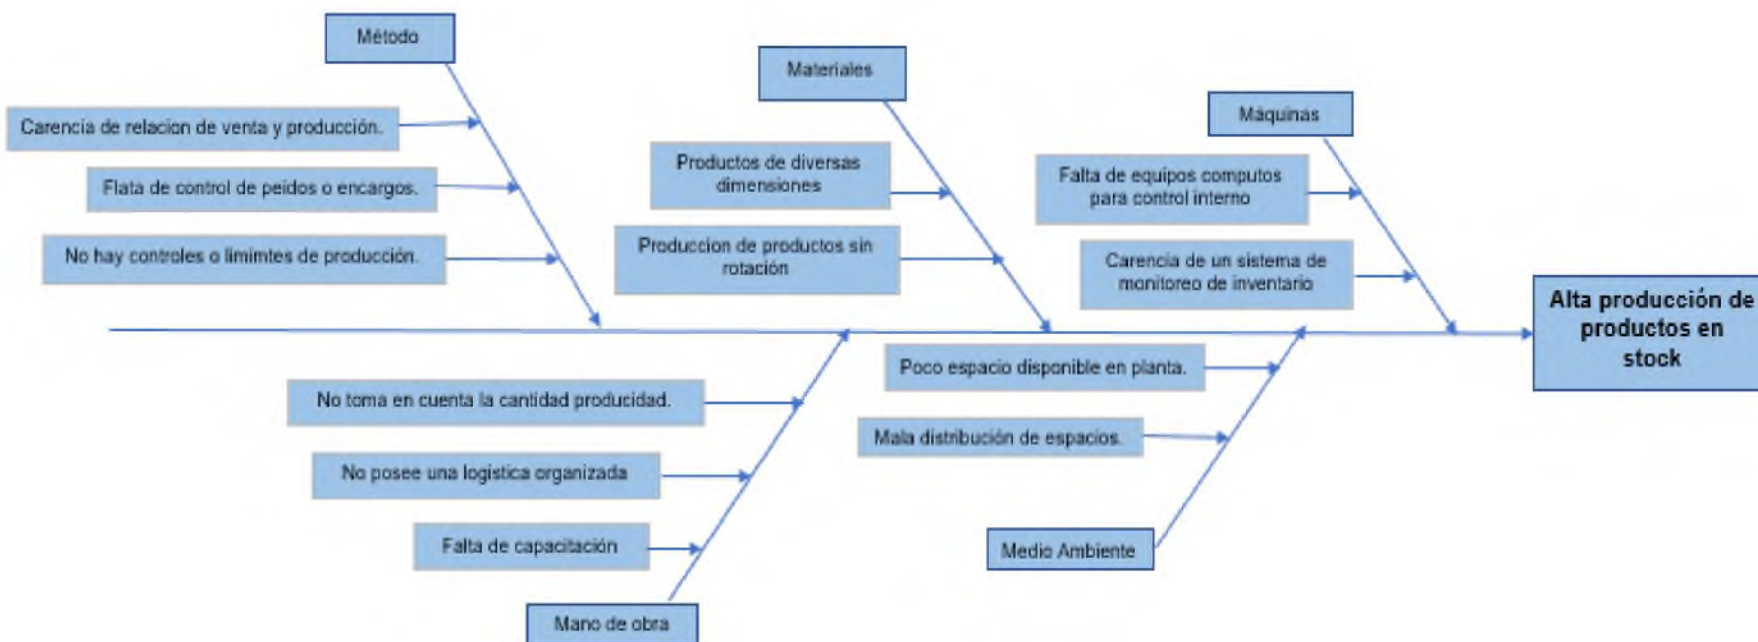 Método
Carencia de relacion de venta y producción.
Flata de control de peidos o encargos.
No hay controles o limimtes de producción.
Materiales
Productos de diversas
dimensiones
Produccion de productos sin
rotación
Máquinas
Falta de equipos computos
para control interno
Carencia de un sistema de
monitoreo de inventario
Alta producción de
productos en
stock
No toma en cuenta la cantidad producidad.
No posee una logistica organizada
Falta de capacitación
Mano de obra
Poco espacio disponible en planta.
Mala distribución de espacios.
Medio Ambiente